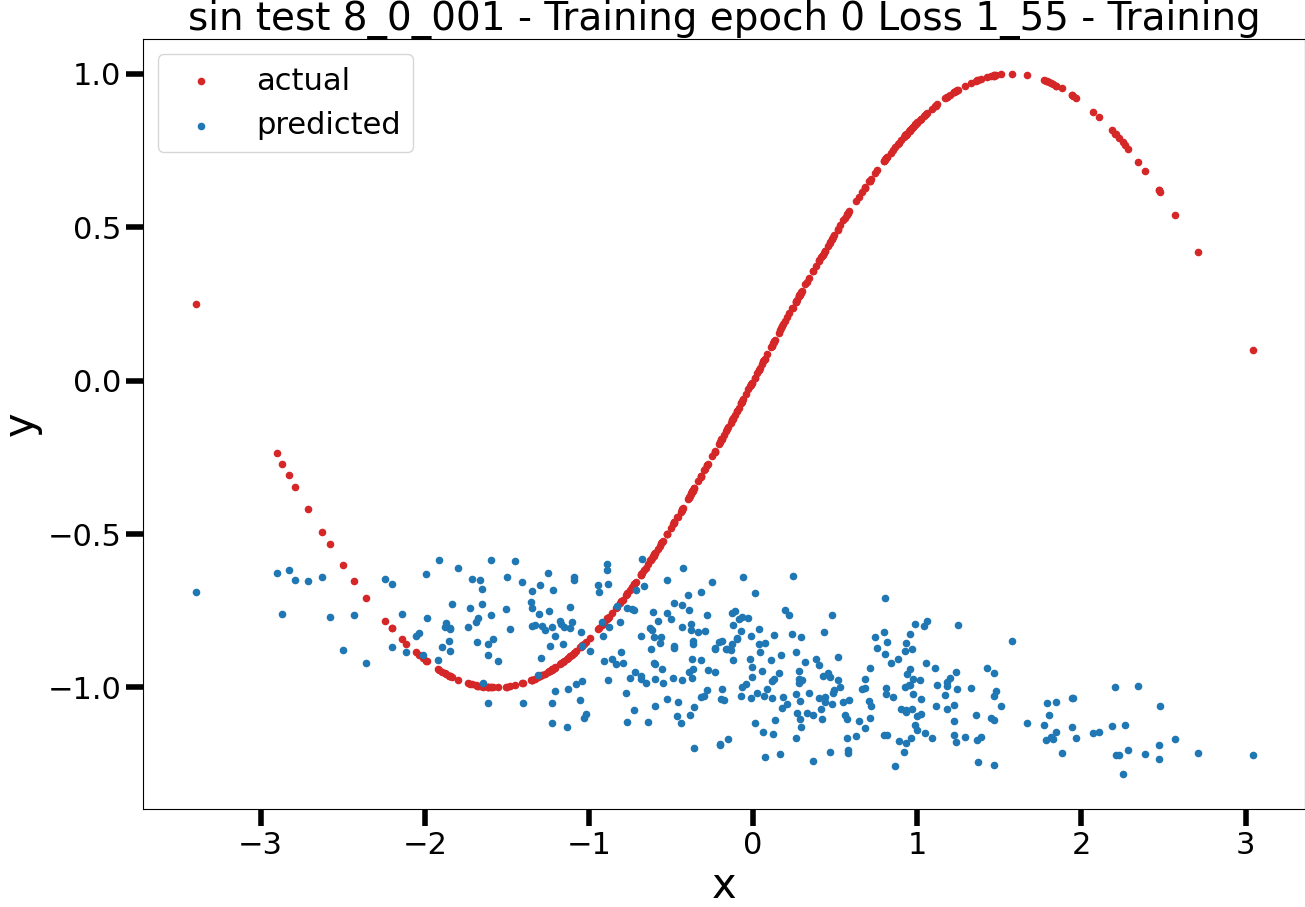 sin test 8_0_001 - Training epoch 0 Loss 1_55 - Training
actual
predicted
1.0
0.5
0.0
−0.5
−1.0
y
−3
−2
−1
0
1
2
3
x